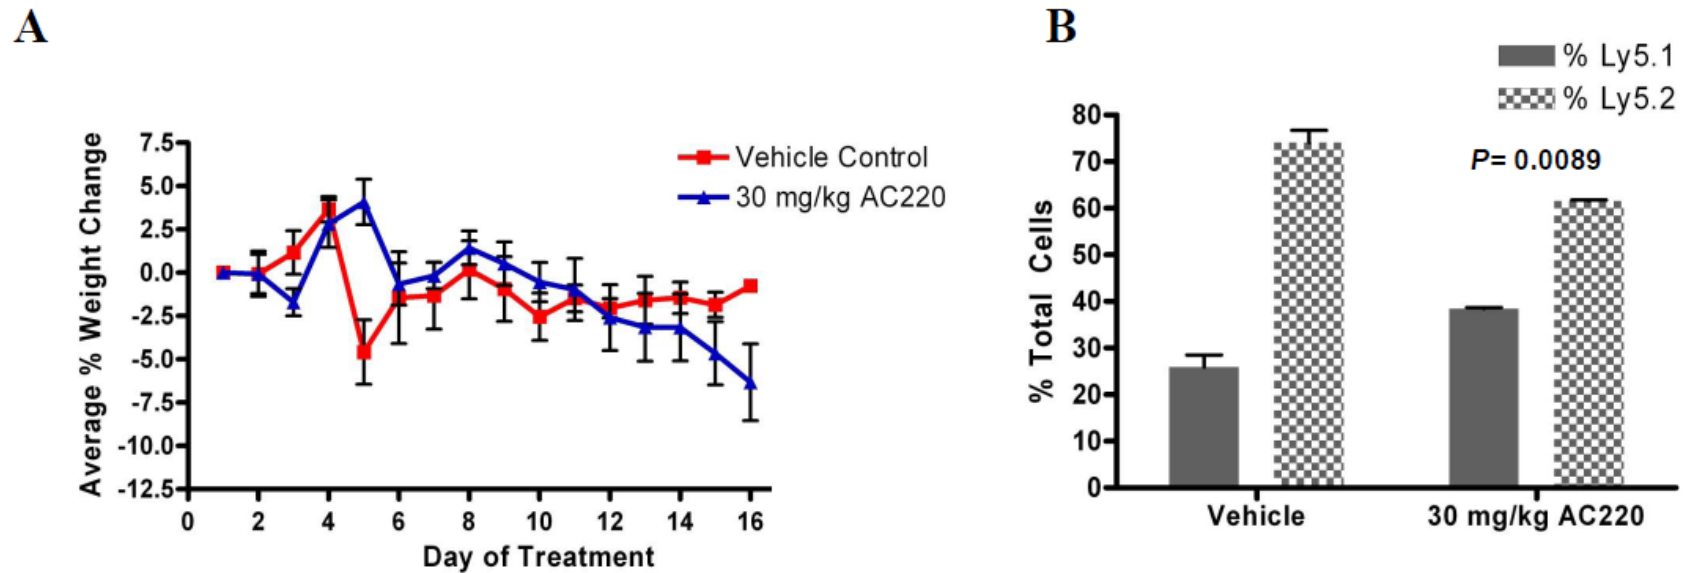 A
Average % Weight Change
7.5
5.0
2.5
0.0
-2.5
-5.0
-7.5
-10.0
-12.5
0 2 4 6 8 10 12 14 16
Day of Treatment
Vehicle Control
30 mg/kg AC220
B
% Ly5.1
% Ly5.2
P= 0.0089
% Total Cells
80
70
60
50
40
30
20
10
0
Vehicle 30 mg/kg AC220